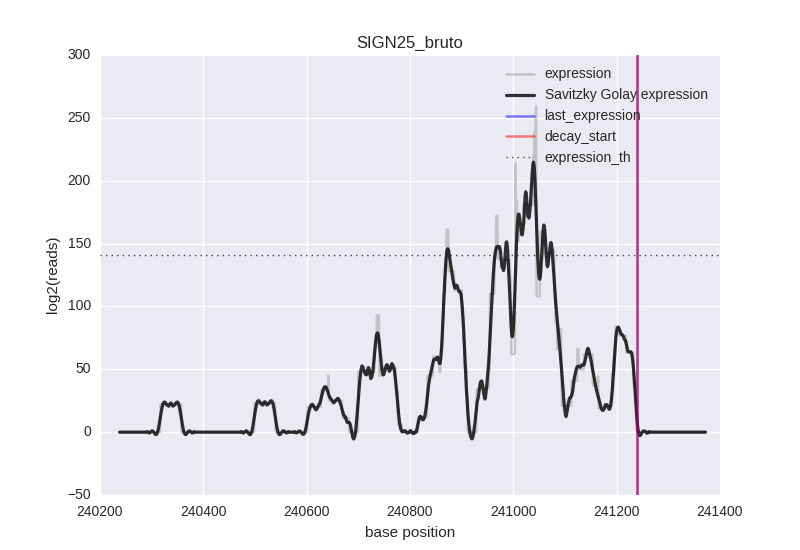 SIGN25_bruto
300
250
200
150
100
50
0
−50
log2(reads)
expression
Savitzky Golay expression
last_expression
decay_start
expression_th
240200 240400 240600 240800 241000 241200 241400
base position